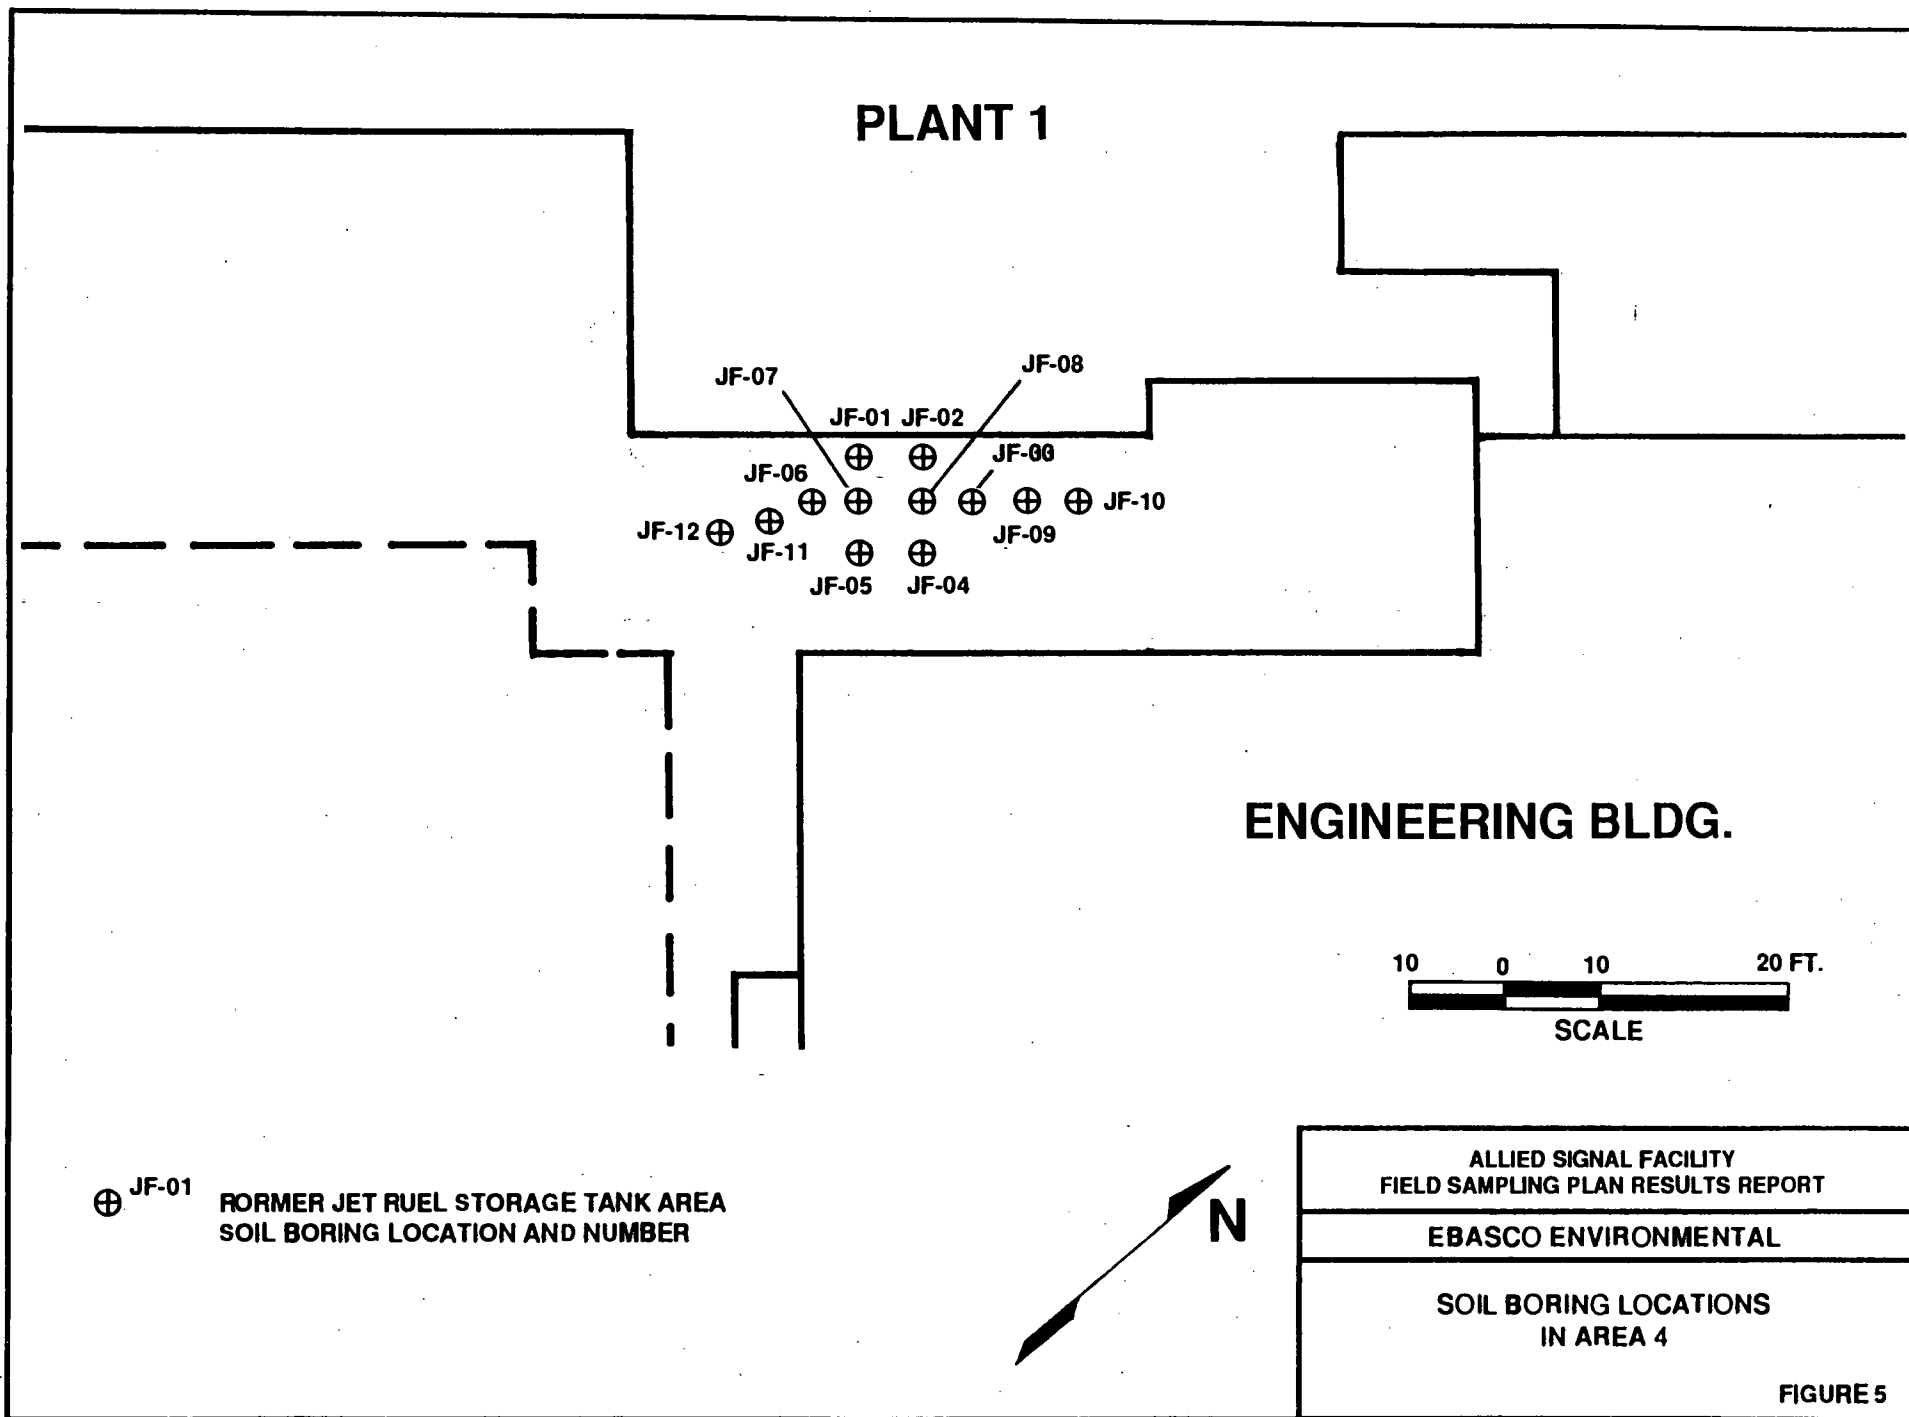 PLANT 1
JF-07
JF-08
JF-01 JF-02
JF-06
JF-12
JF-11
JF-09
JF-10
JF-05
JF-04
ENGINEERING BLDG.
10 0 10 20 FT.
SCALE
JF-01
RORMER JET RUEL STORAGE TANK AREA
SOIL BORING LOCATION AND NUMBER
N
ALLIED SIGNAL FACILITY
FIELD SAMPLING PLAN RESULTS REPORT
EBASCO ENVIRONMENTAL
SOIL BORING LOCATIONS
IN AREA 4
FIGURE 5